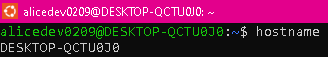 alicedev0209@DESKTOP-QCTU0J0: ~
alicedev0209@DESKTOP-QCTU0J0:~$ hostname
DESKTOP-QCTU0J0